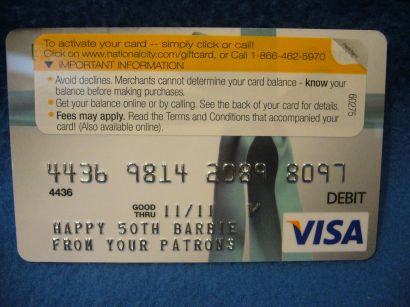 To activate your card -- simply click or call!
Click on www.nationalcity.com/giftcard, or Call 1-866-462-5970
▼ IMPORTANT INFORMATION
• Avoid declines. Merchants cannot determine your card balance - know your
balance before making purchases.
• Get your balance online or by calling. See the back of your card for details.
• Fees may apply. Read the Terms and Conditions that accompanied your
card! (Also available online).
60275
4436 9814 2089 8097
4436
DEBIT
GOOD
THRU 11/11 V
HAPPY 50TH BARBIE
FROM YOUR PATRONS
VISA